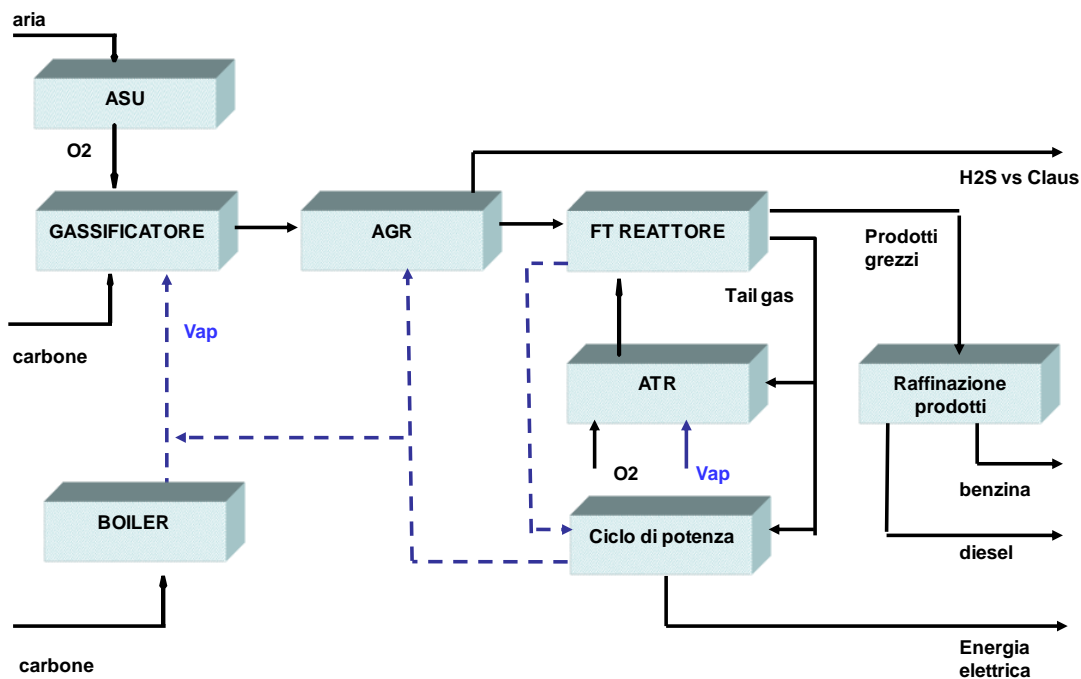 aria
ASU
O2
H2S vs Claus
GASSIFICATORE
AGR
FT REATTORE
Prodotti
grezzi
Tail gas
Vap
carbone
ATR
Raffinazione
prodotti
O2
Vap
benzina
BOILER
Ciclo di potenza
diesel
Energia
elettrica
carbone